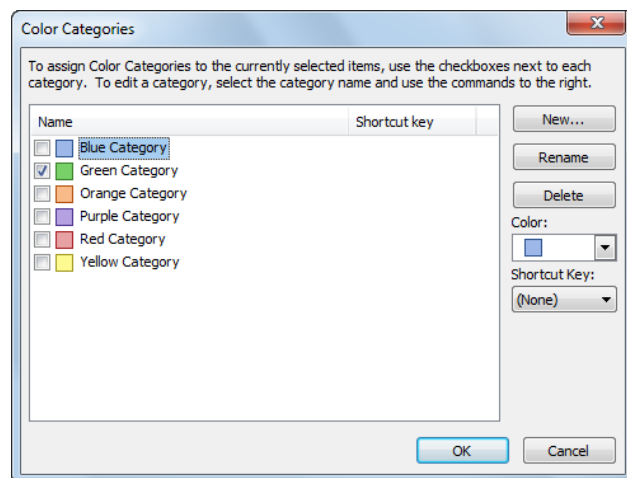 Color Categories
To assign Color Categories to the currently selected items, use the checkboxes next to each
category. To edit a category, select the category name and use the commands to the right.
Name Shortcut key
Blue Category
Green Category
Orange Category
Purple Category
Red Category
Yellow Category
New...
Rename
Delete
Color:
Shortcut Key:
(None)
OK Cancel